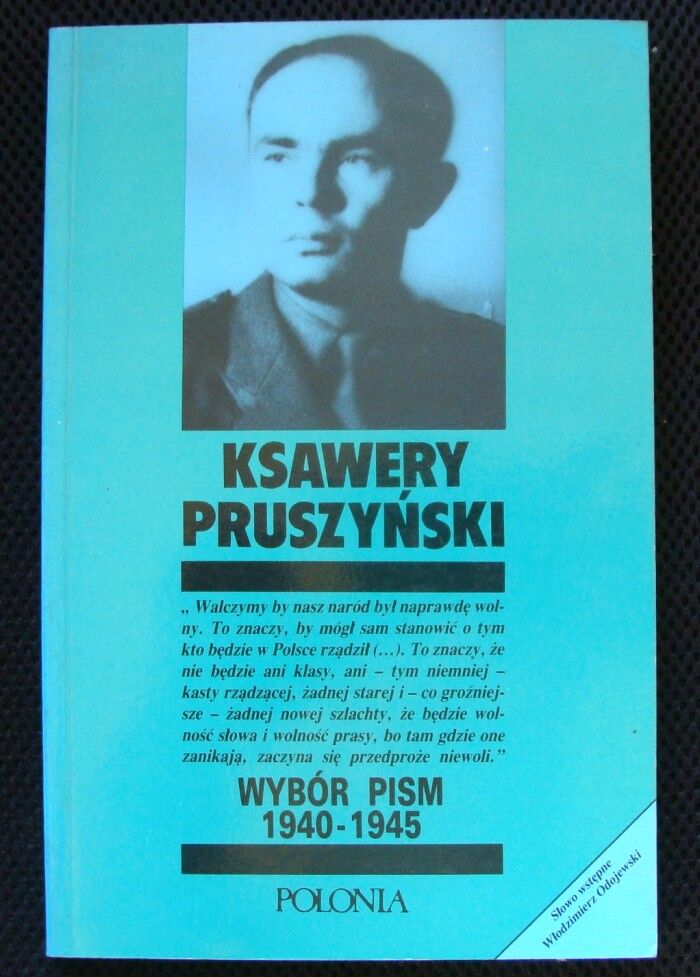 KSAWERY
PRUSZYŃSKI
„Walczymy by nasz naród był naprawdę wol-
ny. To znaczy, by mógł sam stanowić o tym
kto będzie w Polsce rządził (...). To znaczy, że
nie będzie ani klasy, ani – tym niemniej –
kasty rządzącej, żadnej starej i – co groźniej-
sze – żadnej nowej szlachty, że będzie wol-
ność słowa i wolność prasy, bo tam gdzie one
zanikają, zaczyna się przedproże niewoli.”
WYBÓR PISM
1940-1945
POLONIA
Słowo wstępne
Włodzimierz Odojewski